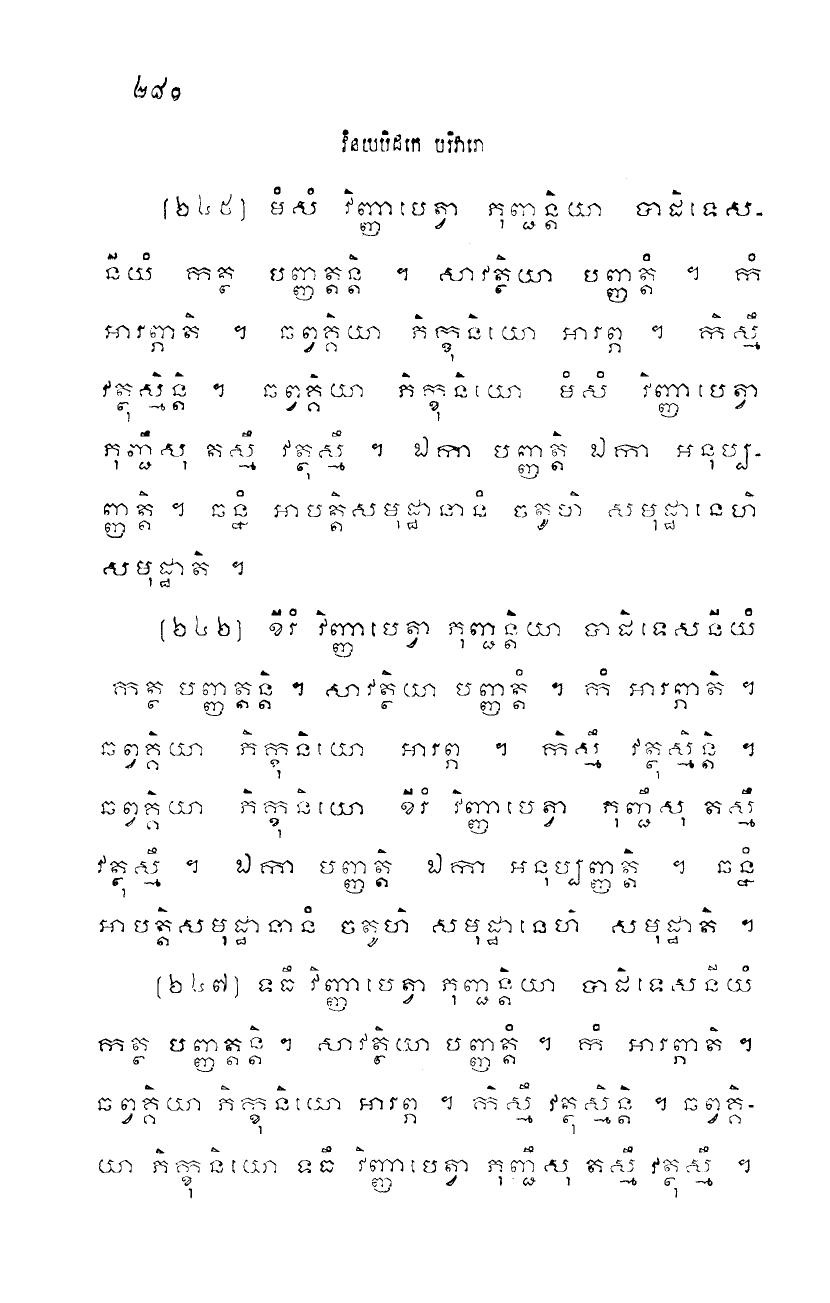 ២៩០
វិនយបិដកេ បរិវារោ
(២៤៥) មំសំ វិញ្ញាបេត្វា ភុញ្ជន្តិយា បាដិទេស-
នីយំ កត្ថ បញ្ញត្តន្តិ ។ សាវត្ថិយា បញ្ញត្តំ ។ កំ
អារព្ភាតិ ។ ឆព្វគ្គិយា ភិក្ខុនិយោ អារព្ភ ។ កិស្មឹ
វត្ថុស្មិន្តិ ។ ឆព្វគ្គិយា ភិក្ខុនិយោ មំសំ វិញ្ញាបេត្វា
ភុញ្ជឹសុ តស្មឹ វត្ថុស្មឹ ។ ឯកា បញ្ញត្តិ ឯកា អនុប្ប-
ញ្ញត្តិ ។ ឆន្នំ អាបត្តិសមុដ្ឋានានំ ចតូហិ សមុដ្ឋានេហិ
សមុដ្ឋាតិ ។
(២៤៦) ខីរំ វិញ្ញាបេត្វា ភុញ្ជន្តិយា បាដិទេសនីយំ
កត្ថ បញ្ញត្តន្តិ ។ សាវត្ថិយា បញ្ញត្តំ ។ កំ អារព្ភាតិ ។
ឆព្វគ្គិយា ភិក្ខុនិយោ អារព្ភ ។ កិស្មឹ វត្ថុស្មិន្តិ ។
ឆព្វគ្គិយា ភិក្ខុនិយោ ខីរំ វិញ្ញាបេត្វា ភុញ្ជឹសុ តស្មឹ
វត្ថុស្មឹ ។ ឯកា បញ្ញត្តិ ឯកា អនុប្បញ្ញត្តិ ។ ឆន្នំ
អាបត្តិសមុដ្ឋានានំ ចតូហិ សមុដ្ឋានេហិ សមុដ្ឋាតិ ។
(២៤៧) ទធឹ វិញ្ញាបេត្វា ភុញ្ជន្តិយា បាដិទេសនីយំ
កត្ថ បញ្ញត្តន្តិ ។ សាវត្ថិយា បញ្ញត្តំ ។ កំ អារព្ភាតិ ។
ឆព្វគ្គិយា ភិក្ខុនិយោ អារព្ភ ។ កិស្មឹ វត្ថុស្មិន្តិ ។ ឆព្វគ្គិ-
យា ភិក្ខុនិយោ ទធឹ វិញ្ញាបេត្វា ភុញ្ជឹសុ តស្មឹ វត្ថុស្មឹ ។